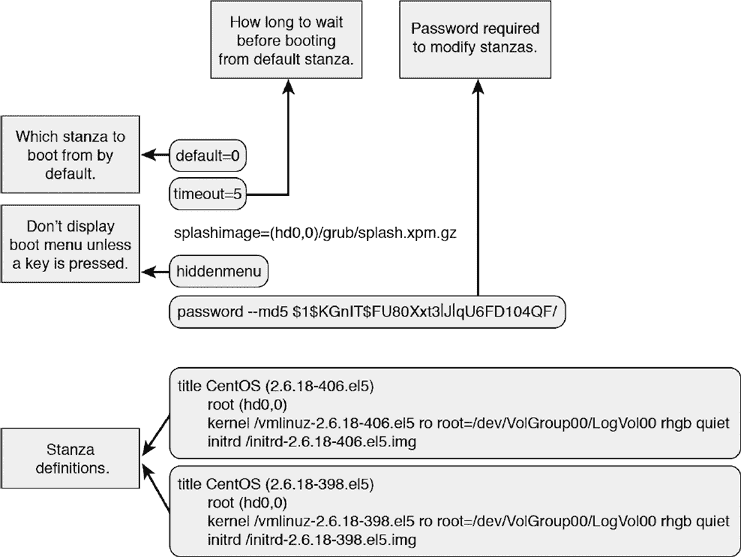 How long to wait
before booting
from default stanza.
Password required
to modify stanzas.
Which stanza to
boot from by
default.
default=0
timeout=5
Don't display
boot menu unless
a key is pressed.
splashimage=(hd0,0)/grub/splash.xpm.gz
hiddenmenu
password --md5 $1$KGnIT$FU80Xxt3lJlqU6FD104QF/
title CentOS (2.6.18-406.el5)
root (hd0,0)
kernel /vmlinuz-2.6.18-406.el5 ro root=/dev/VolGroup00/LogVol00 rhgb quiet
initrd /initrd-2.6.18-406.el5.img
Stanza
definitions.
title CentOS (2.6.18-398.el5)
root (hd0,0)
kernel /vmlinuz-2.6.18-398.el5 ro root=/dev/VolGroup00/LogVol00 rhgb quiet
initrd /initrd-2.6.18-398.el5.img